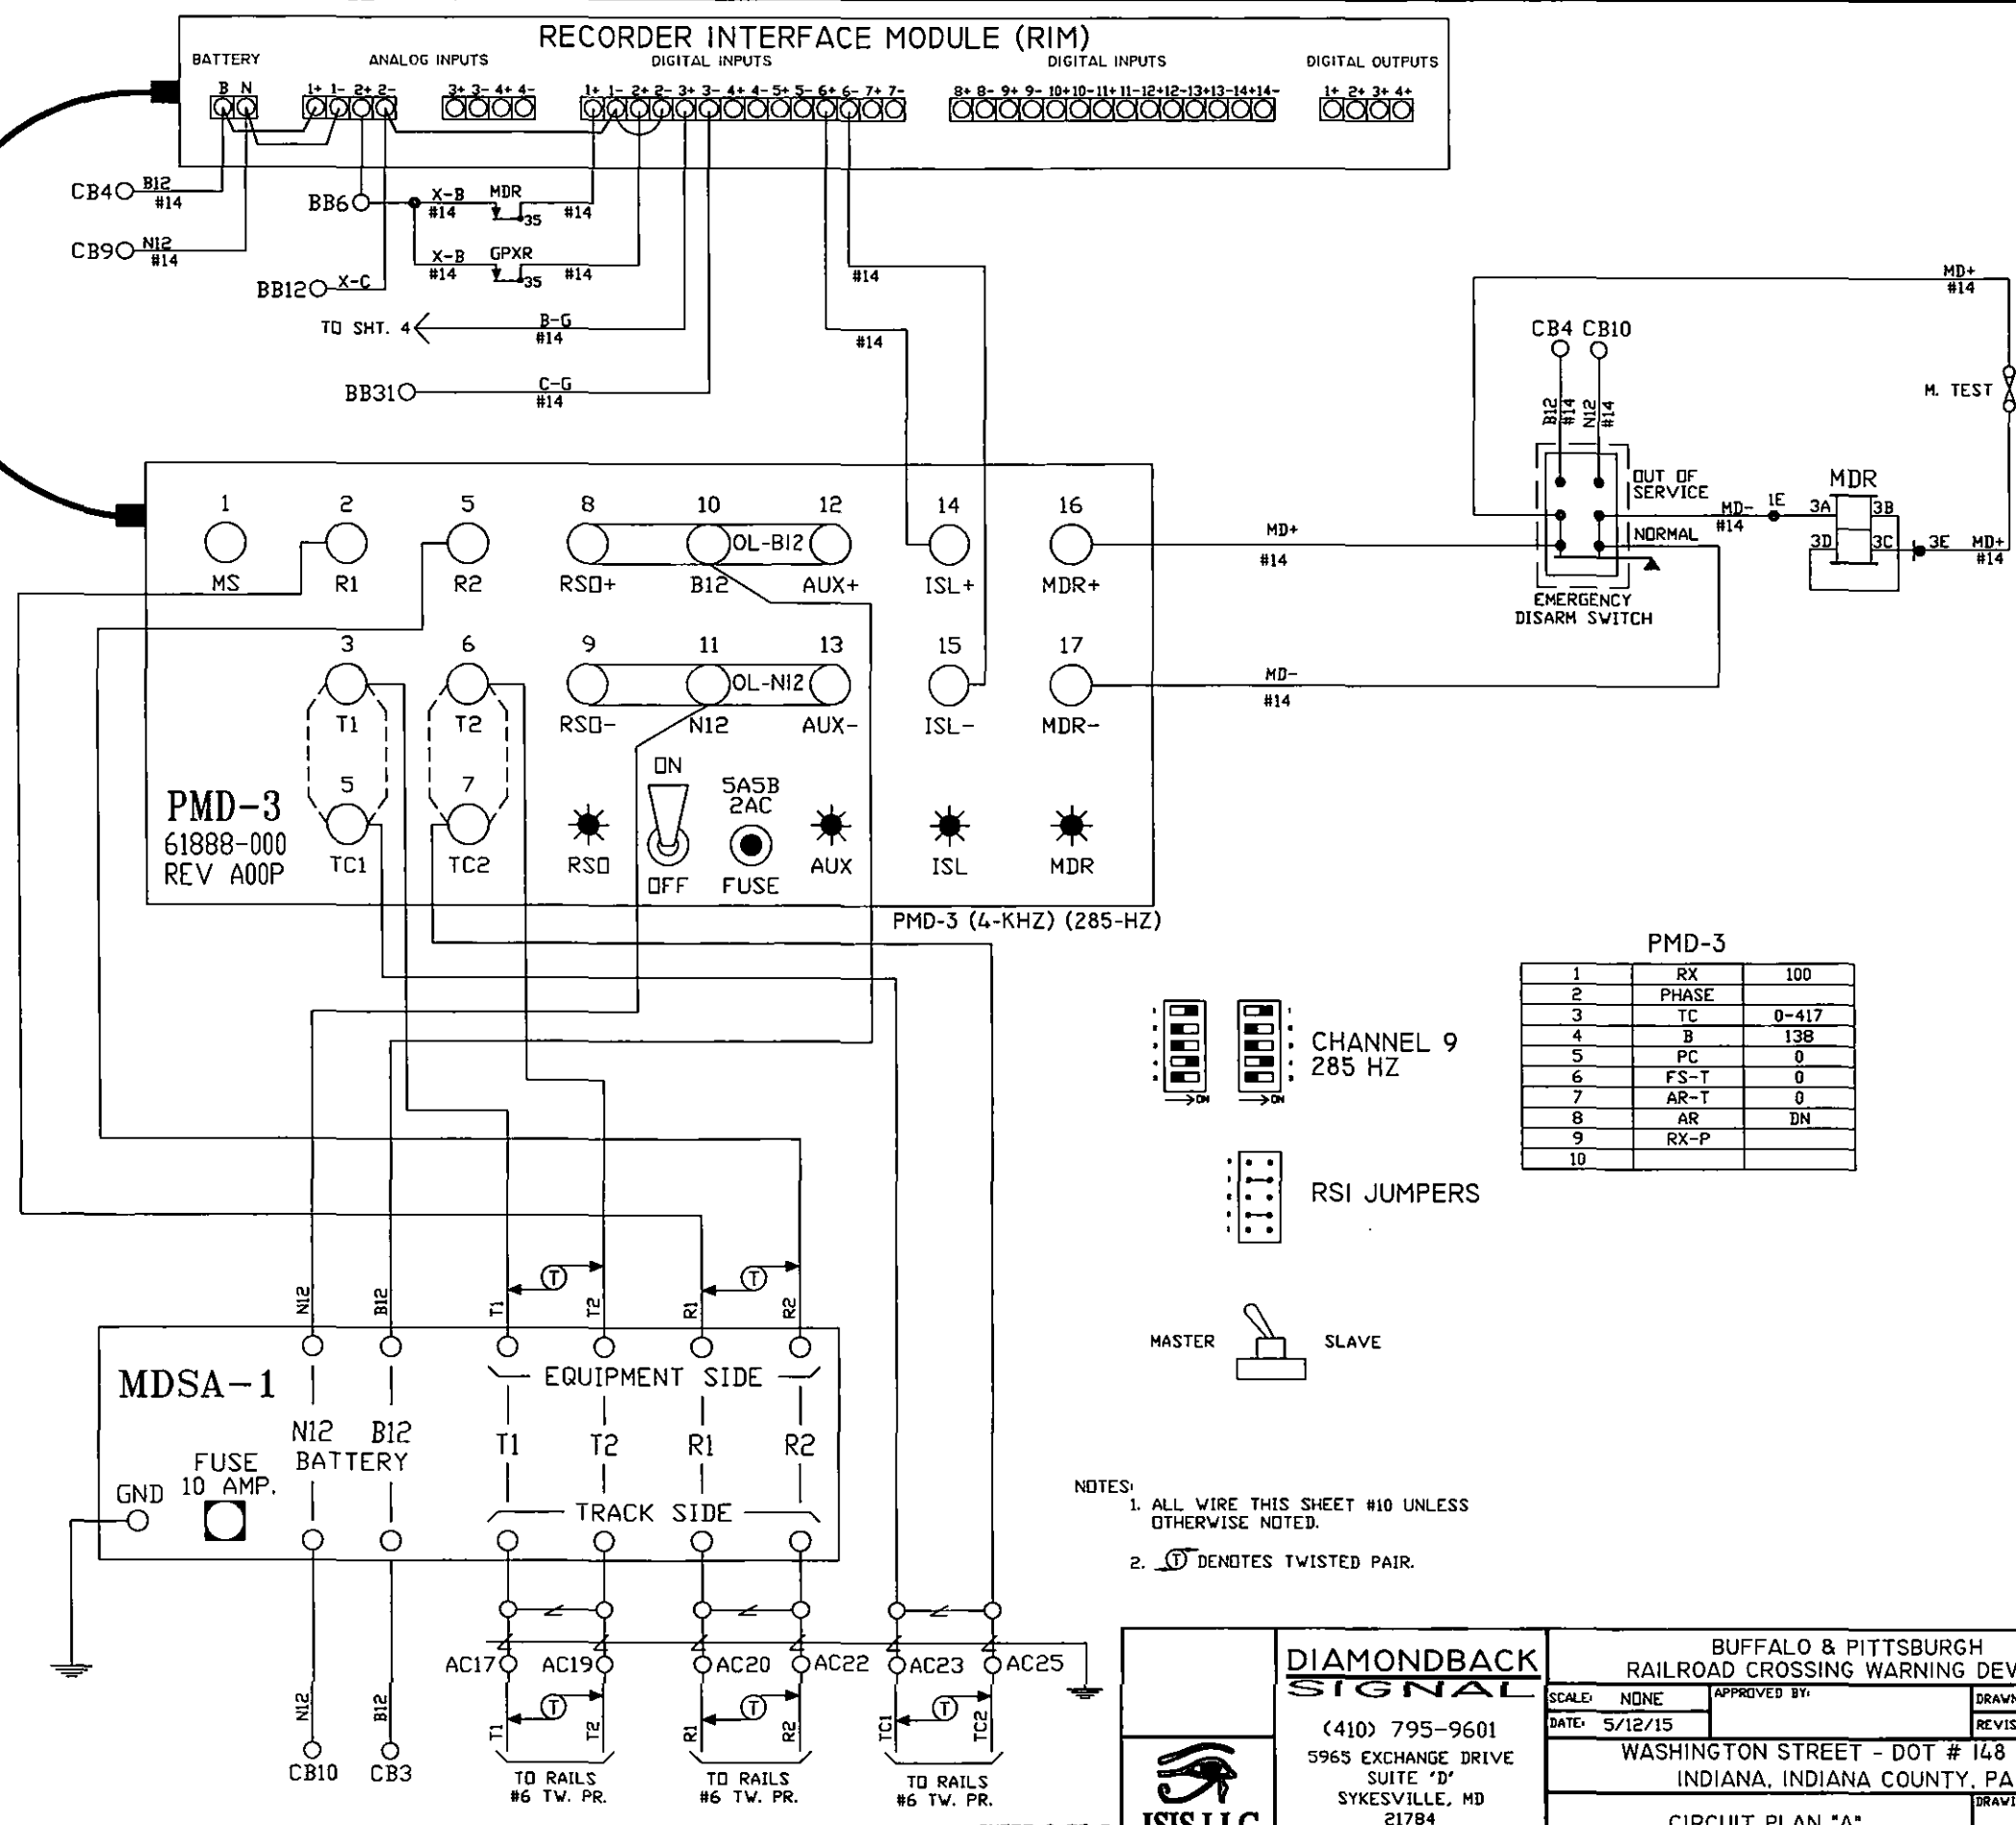 RECORDER INTERFACE MODULE (RIM)
BATTERY ANALOG INPUTS DIGITAL INPUTS DIGITAL INPUTS DIGITAL OUTPUTS
B N 1+ 1- 2+ 2- 3+ 3- 4+ 4- 1+ 1- 2+ 2- 3+ 3- 4+ 4- 5+ 5- 6+ 6- 7+ 7- 8+ 8- 9+ 9- 10+ 10- 11+ 11- 12+ 12- 13+ 13- 14+ 14- 1+ 2+ 3+ 4+
CB4 B12 #14
BB6 X-B #14 MDR 35 #14
CB9 N12 #14
X-B #14 GPXR 35 #14
#14
BB12 X-C
TO SHT. 4 B-G #14
#14
BB31 C-G #14
MD+ #14
CB4 CB10
B12 #14 N12 #14
M. TEST
OUT OF
SERVICE
NORMAL
MD- #14 1E
MDR
3A 3B
3D 3C
3E MD+ #14
EMERGENCY
DISARM SWITCH
1 2 5 8 10 12 14 16
OL-B12
MS R1 R2 RSO+ B12 AUX+ ISL+ MDR+
MD+
#14
3 6 9 11 13 15 17
OL-N12
T1 T2 RSO- N12 AUX- ISL- MDR-
MD-
#14
5 7
TC1 TC2
PMD-3
61888-000
REV A00P
ON
OFF
5A5B
2AC
FUSE
RSO AUX ISL MDR
PMD-3 (4-KHZ) (285-HZ)
PMD-3
1 RX 100
2 PHASE
3 TC 0-417
4 B 138
5 PC 0
6 FS-T 0
7 AR-T 0
8 AR DN
9 RX-P
10
CHANNEL 9
285 HZ
ON ON
RSI JUMPERS
MASTER SLAVE
N12 B12 T1 T T2 R1 T R2
MDSA-1
EQUIPMENT SIDE
N12 B12
BATTERY
T1 T2 R1 R2
FUSE
10 AMP.
GND
TRACK SIDE
NOTES:
1. ALL WIRE THIS SHEET #10 UNLESS
OTHERWISE NOTED.
2. T DENOTES TWISTED PAIR.
AC17 AC19 AC20 AC22 AC23 AC25
N12 B12 T1 T T2 R1 T R2 TC1 T TC2
CB10 CB3
TO RAILS
#6 TW. PR.
TO RAILS
#6 TW. PR.
TO RAILS
#6 TW. PR.
DIAMONDBACK
SIGNAL
(410) 795-9601
5965 EXCHANGE DRIVE
SUITE 'D'
SYKESVILLE, MD
21784
ISIS LLC
BUFFALO & PITTSBURGH
RAILROAD CROSSING WARNING DEV
SCALE: NONE
APPROVED BY:
DRAWN
DATE: 5/12/15
REVIS
WASHINGTON STREET - DOT # 148
INDIANA, INDIANA COUNTY, PA
CIRCUIT PLAN "A"
DRAWI